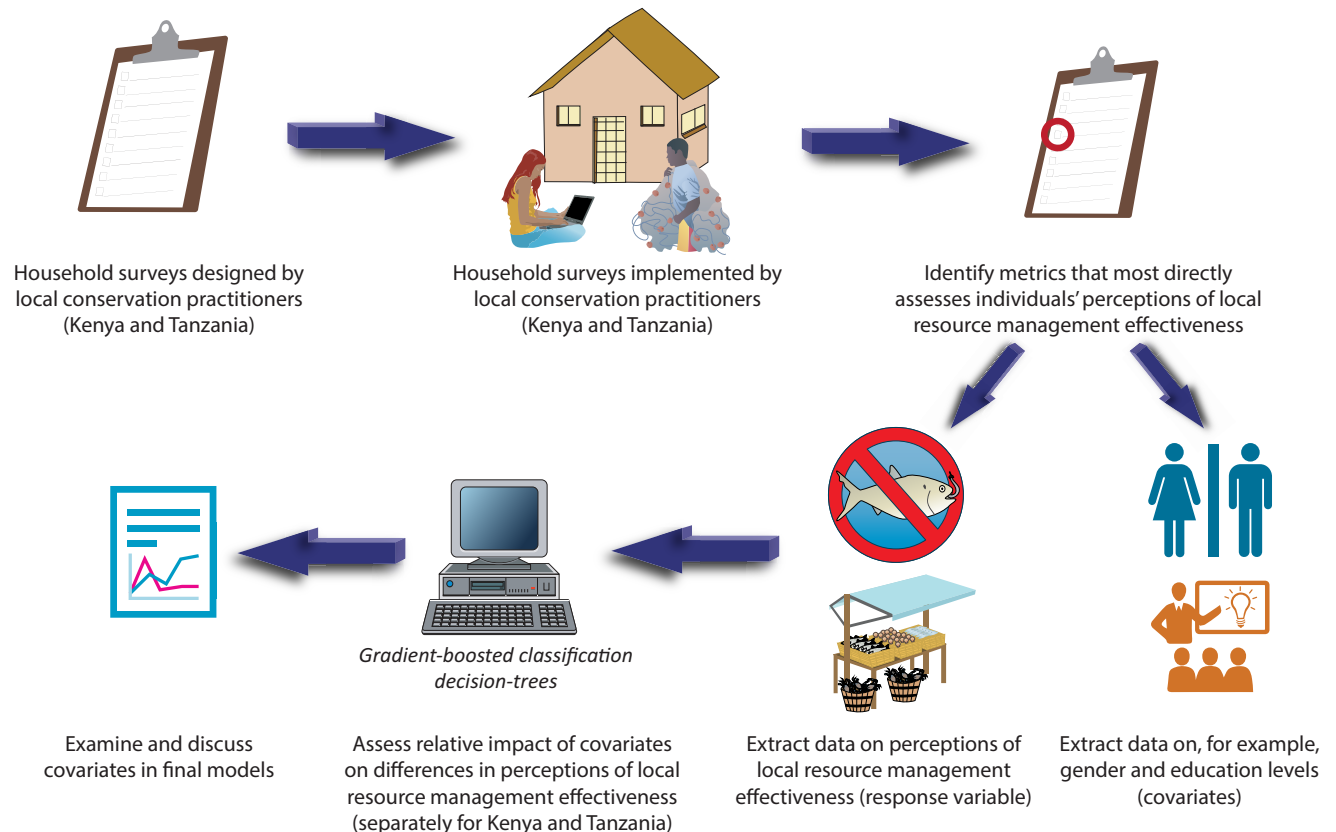 Household surveys designed by
local conservation practitioners
(Kenya and Tanzania)
Household surveys implemented by
local conservation practitioners
(Kenya and Tanzania)
Identify metrics that most directly
assesses individuals’ perceptions of local
resource management effectiveness
Gradient-boosted classification
decision-trees
Examine and discuss
covariates in final models
Assess relative impact of covariates
on differences in perceptions of local
resource management effectiveness
(separately for Kenya and Tanzania)
Extract data on perceptions of
local resource management
effectiveness (response variable)
Extract data on, for example,
gender and education levels
(covariates)